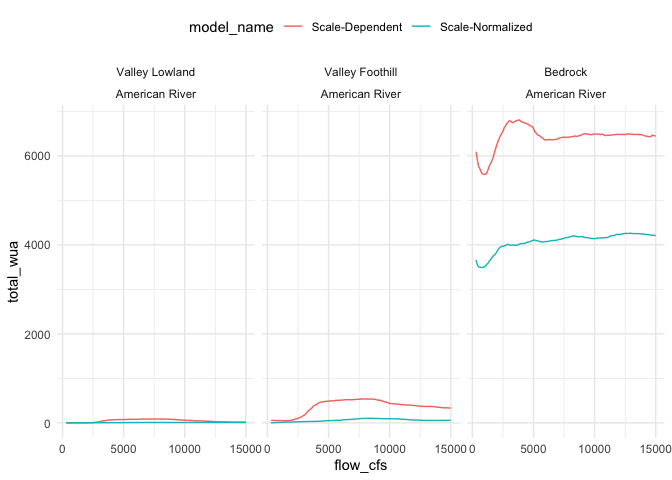 model_name Scale-Dependent Scale-Normalized
Valley Lowland Valley Foothill Bedrock
American River American River American River
6000
4000
2000
0
0 5000 10000 15000 0 5000 10000 15000 0 5000 10000 15000
flow_cfs
total_wua